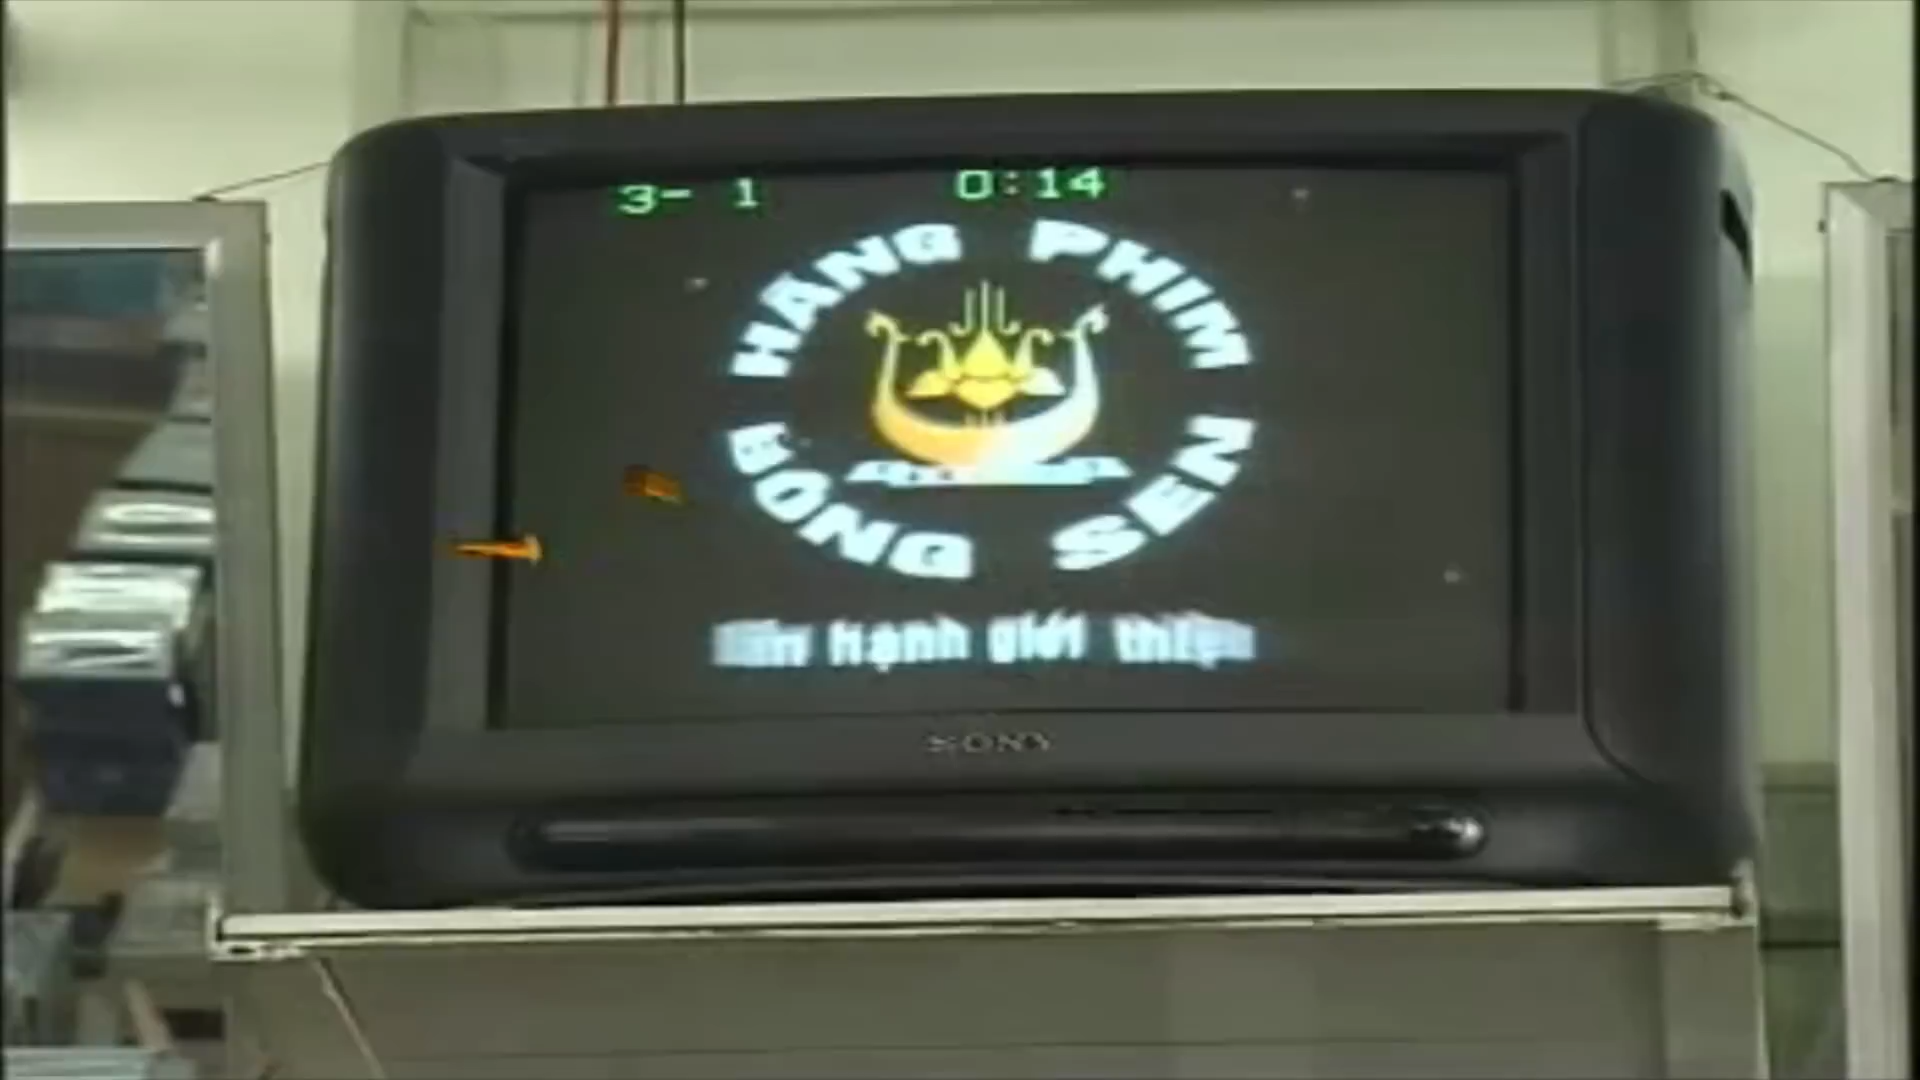 3- 1 0:14
HÃNG PHIM
BÔNG SEN
hạnh giới thiệu
SONY